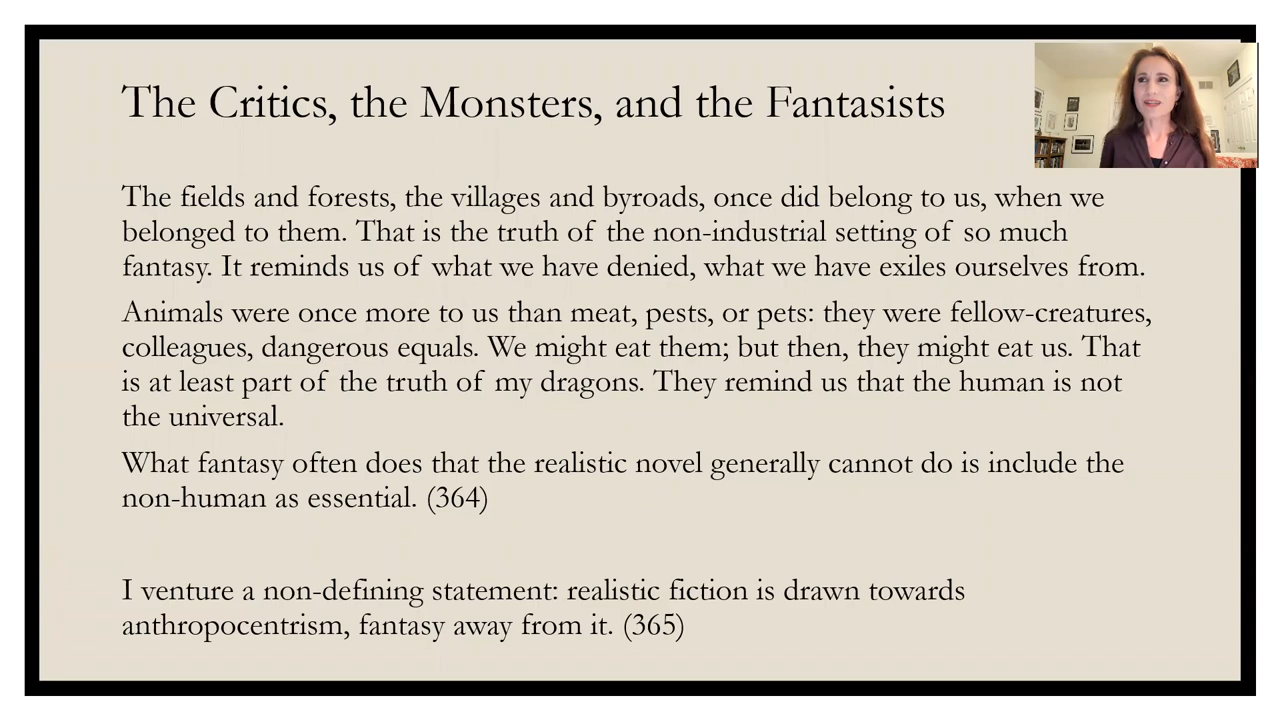 The Critics, the Monsters, and the Fantasists
The fields and forests, the villages and byroads, once did belong to us, when we
belonged to them. That is the truth of the non-industrial setting of so much
fantasy. It reminds us of what we have denied, what we have exiles ourselves from.
Animals were once more to us than meat, pests, or pets: they were fellow-creatures,
colleagues, dangerous equals. We might eat them; but then, they might eat us. That
is at least part of the truth of my dragons. They remind us that the human is not
the universal.
What fantasy often does that the realistic novel generally cannot do is include the
non-human as essential. (364)
I venture a non-defining statement: realistic fiction is drawn towards
anthropocentrism, fantasy away from it. (365)